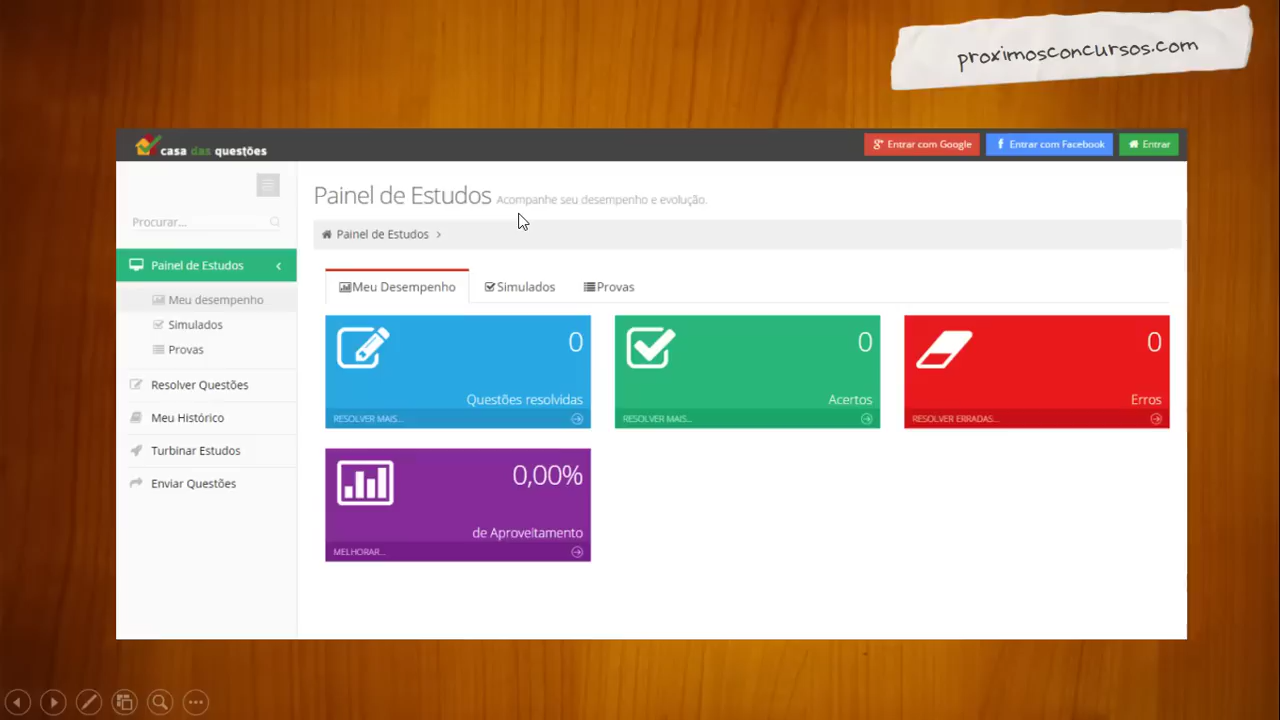 proximosconcursos.com
casa das questões
Entrar com Google
Entrar com Facebook
Entrar
Procurar...
Painel de Estudos
Meu desempenho
Simulados
Provas
Resolver Questões
Meu Histórico
Turbinar Estudos
Enviar Questões
Painel de Estudos Acompanhe seu desempenho e evolução.
Painel de Estudos
Meu Desempenho
Simulados
Provas
0
Questões resolvidas
RESOLVER MAIS...
0
Acertos
RESOLVER MAIS...
0
Erros
RESOLVER ERRADAS...
0,00%
de Aproveitamento
MELHORAR...